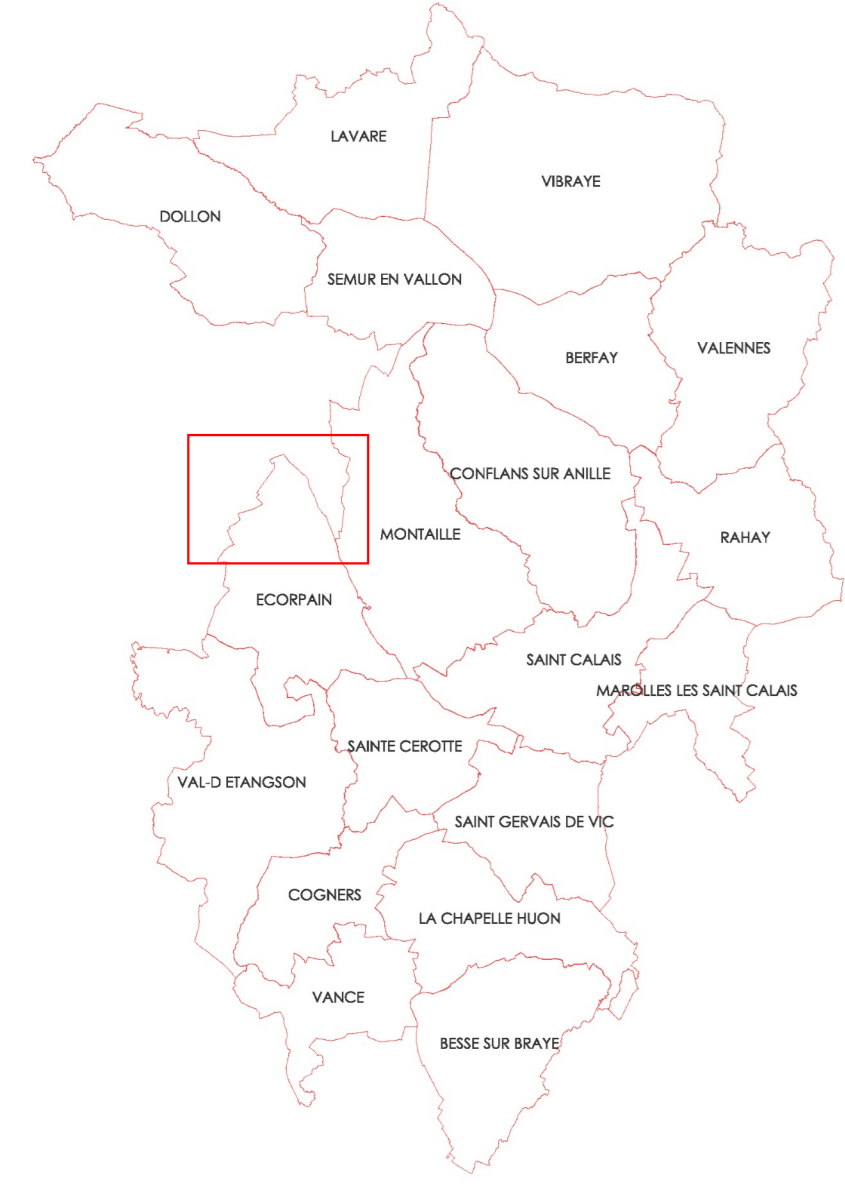 LAVARE
VIBRAYE
DOLLON
SEMUR EN VALLON
VALENNES
BERFAY
CONFLANS SUR ANILLE
MONTAILLE
RAHAY
ECORPAIN
SAINT CALAIS
MAROLLES LES SAINT CALAIS
SAINTE CEROTTE
VAL-D ETANGSON
SAINT GERVAIS DE VIC
COGNERS
LA CHAPELLE HUON
VANCE
BESSE SUR BRAYE